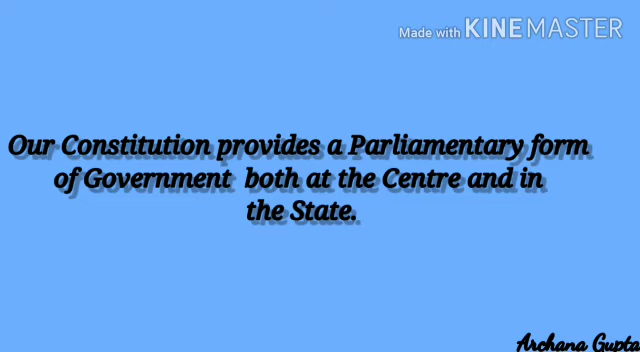 Made with KINEMASTER
Our Constitution provides a Parliamentary form
of Government both at the Centre and in
the State.
Archana Gupta